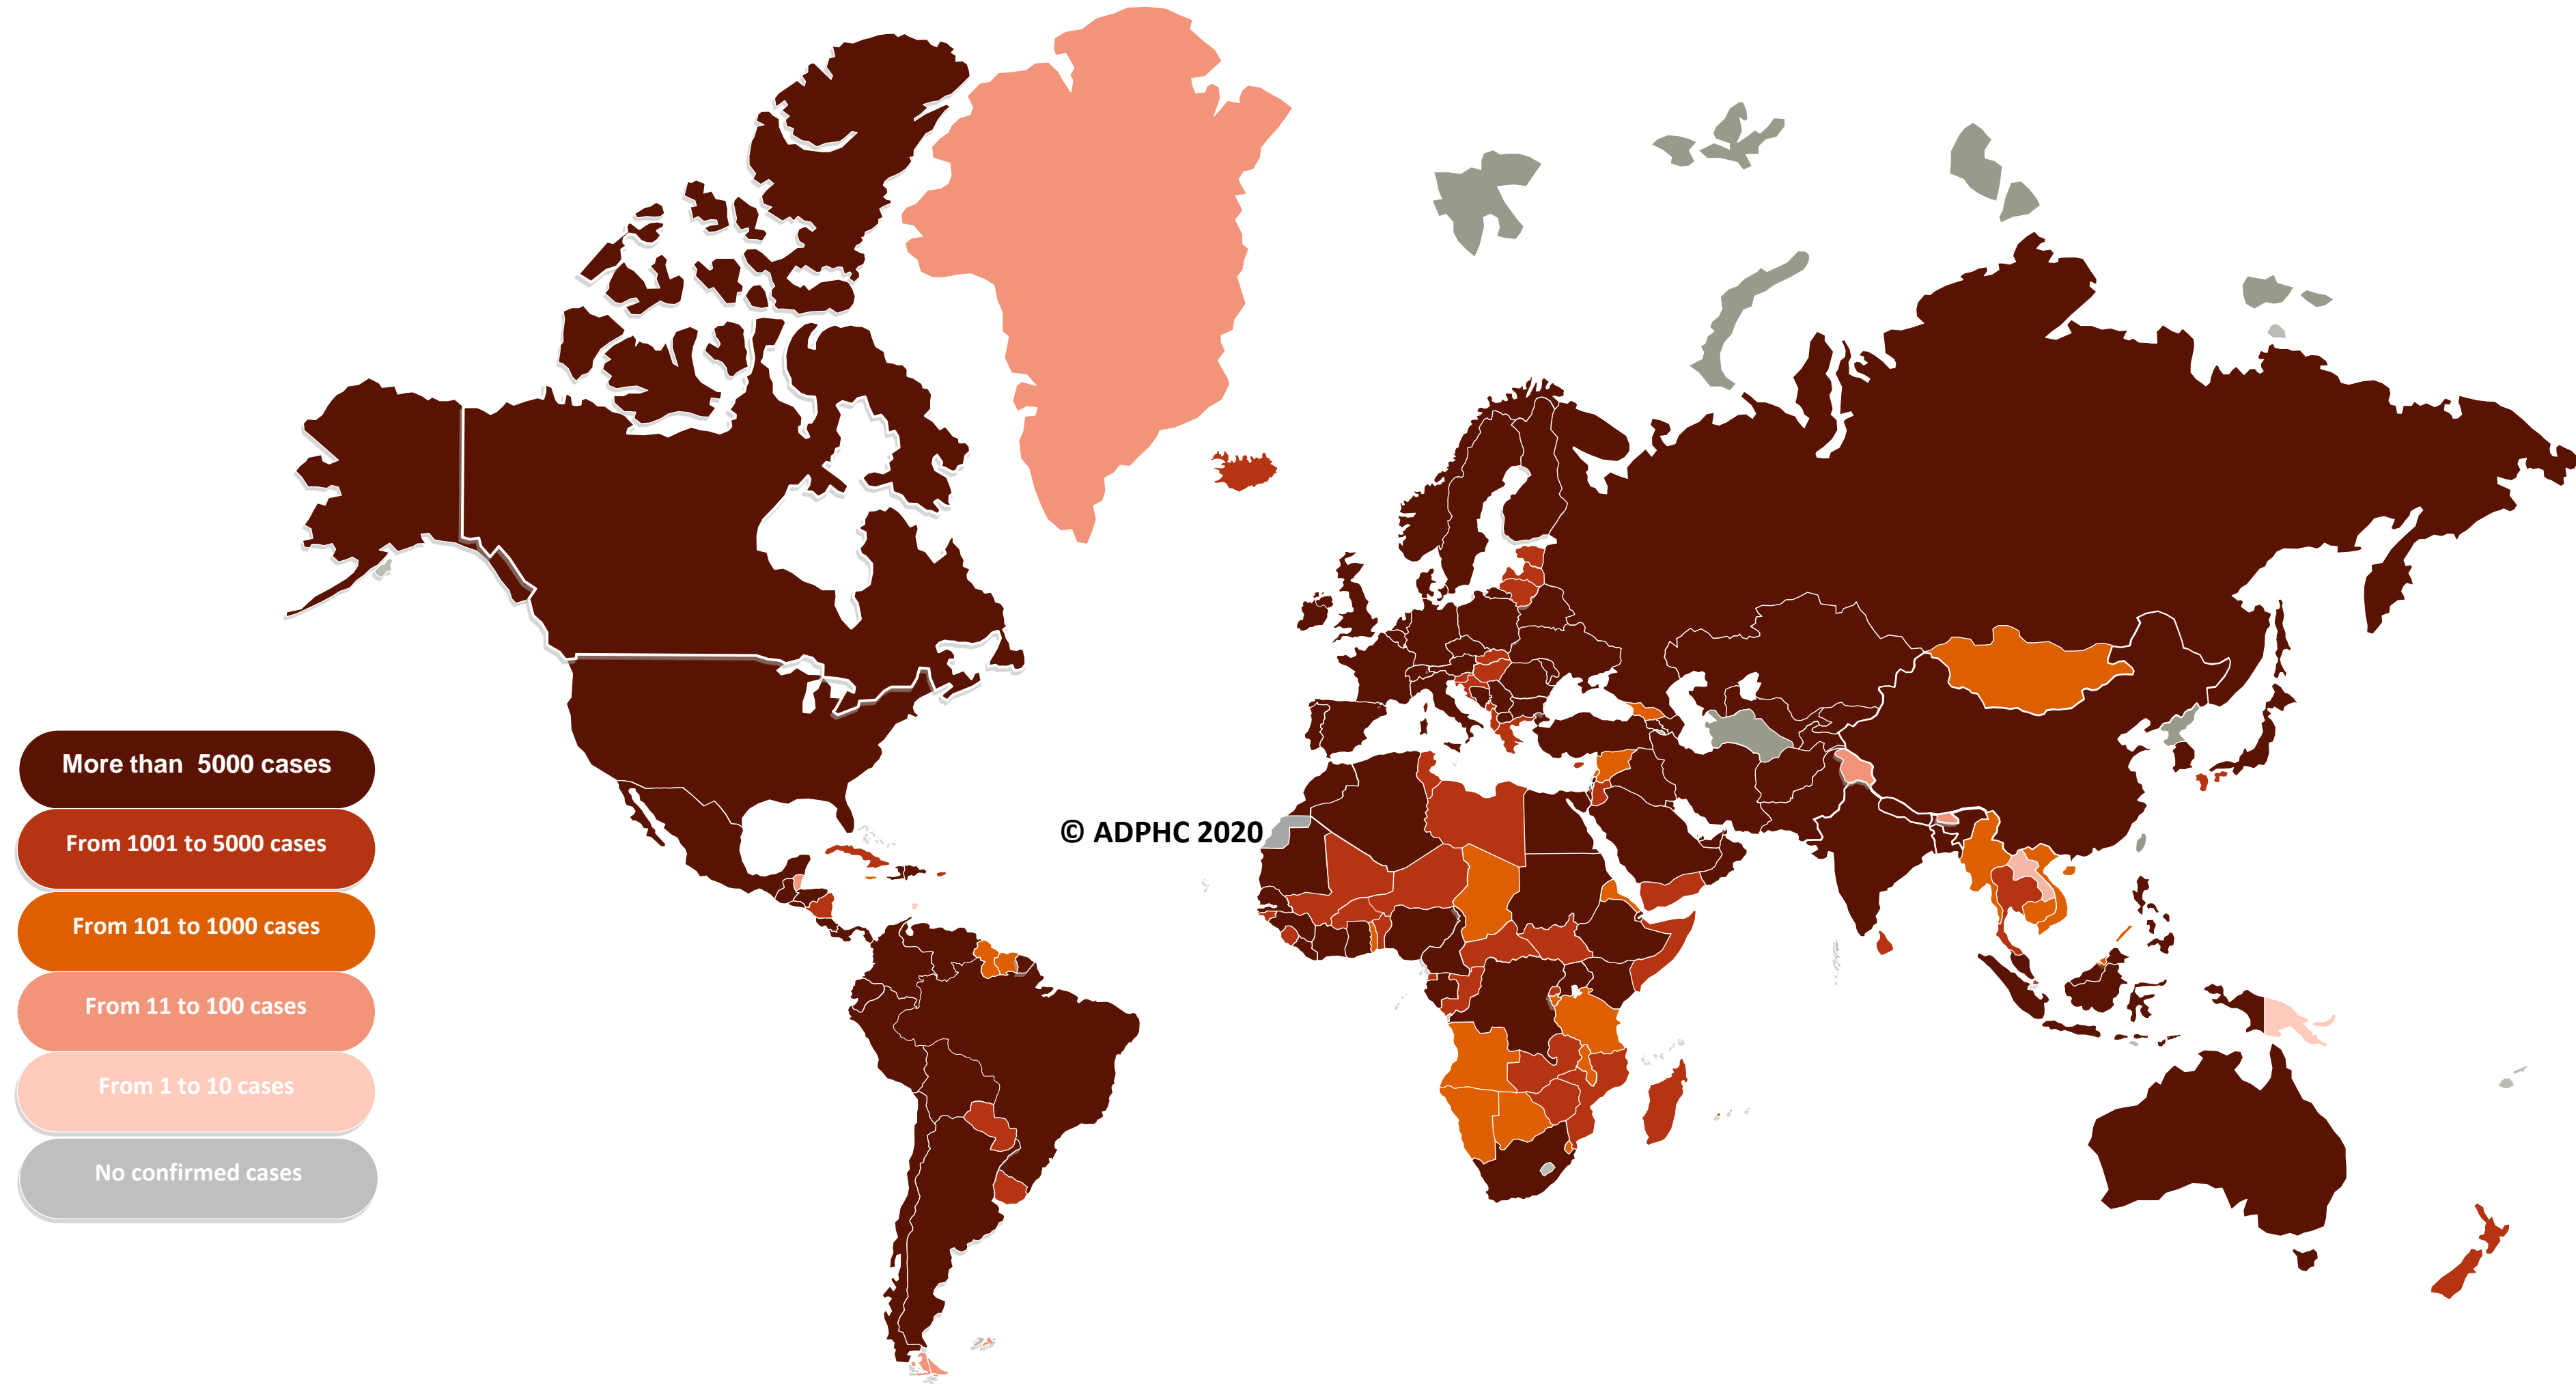 More than 5000 cases
From 1001 to 5000 cases
From 101 to 1000 cases
From 11 to 100 cases
From 1 to 10 cases
No confirmed cases
© ADPHC 2020